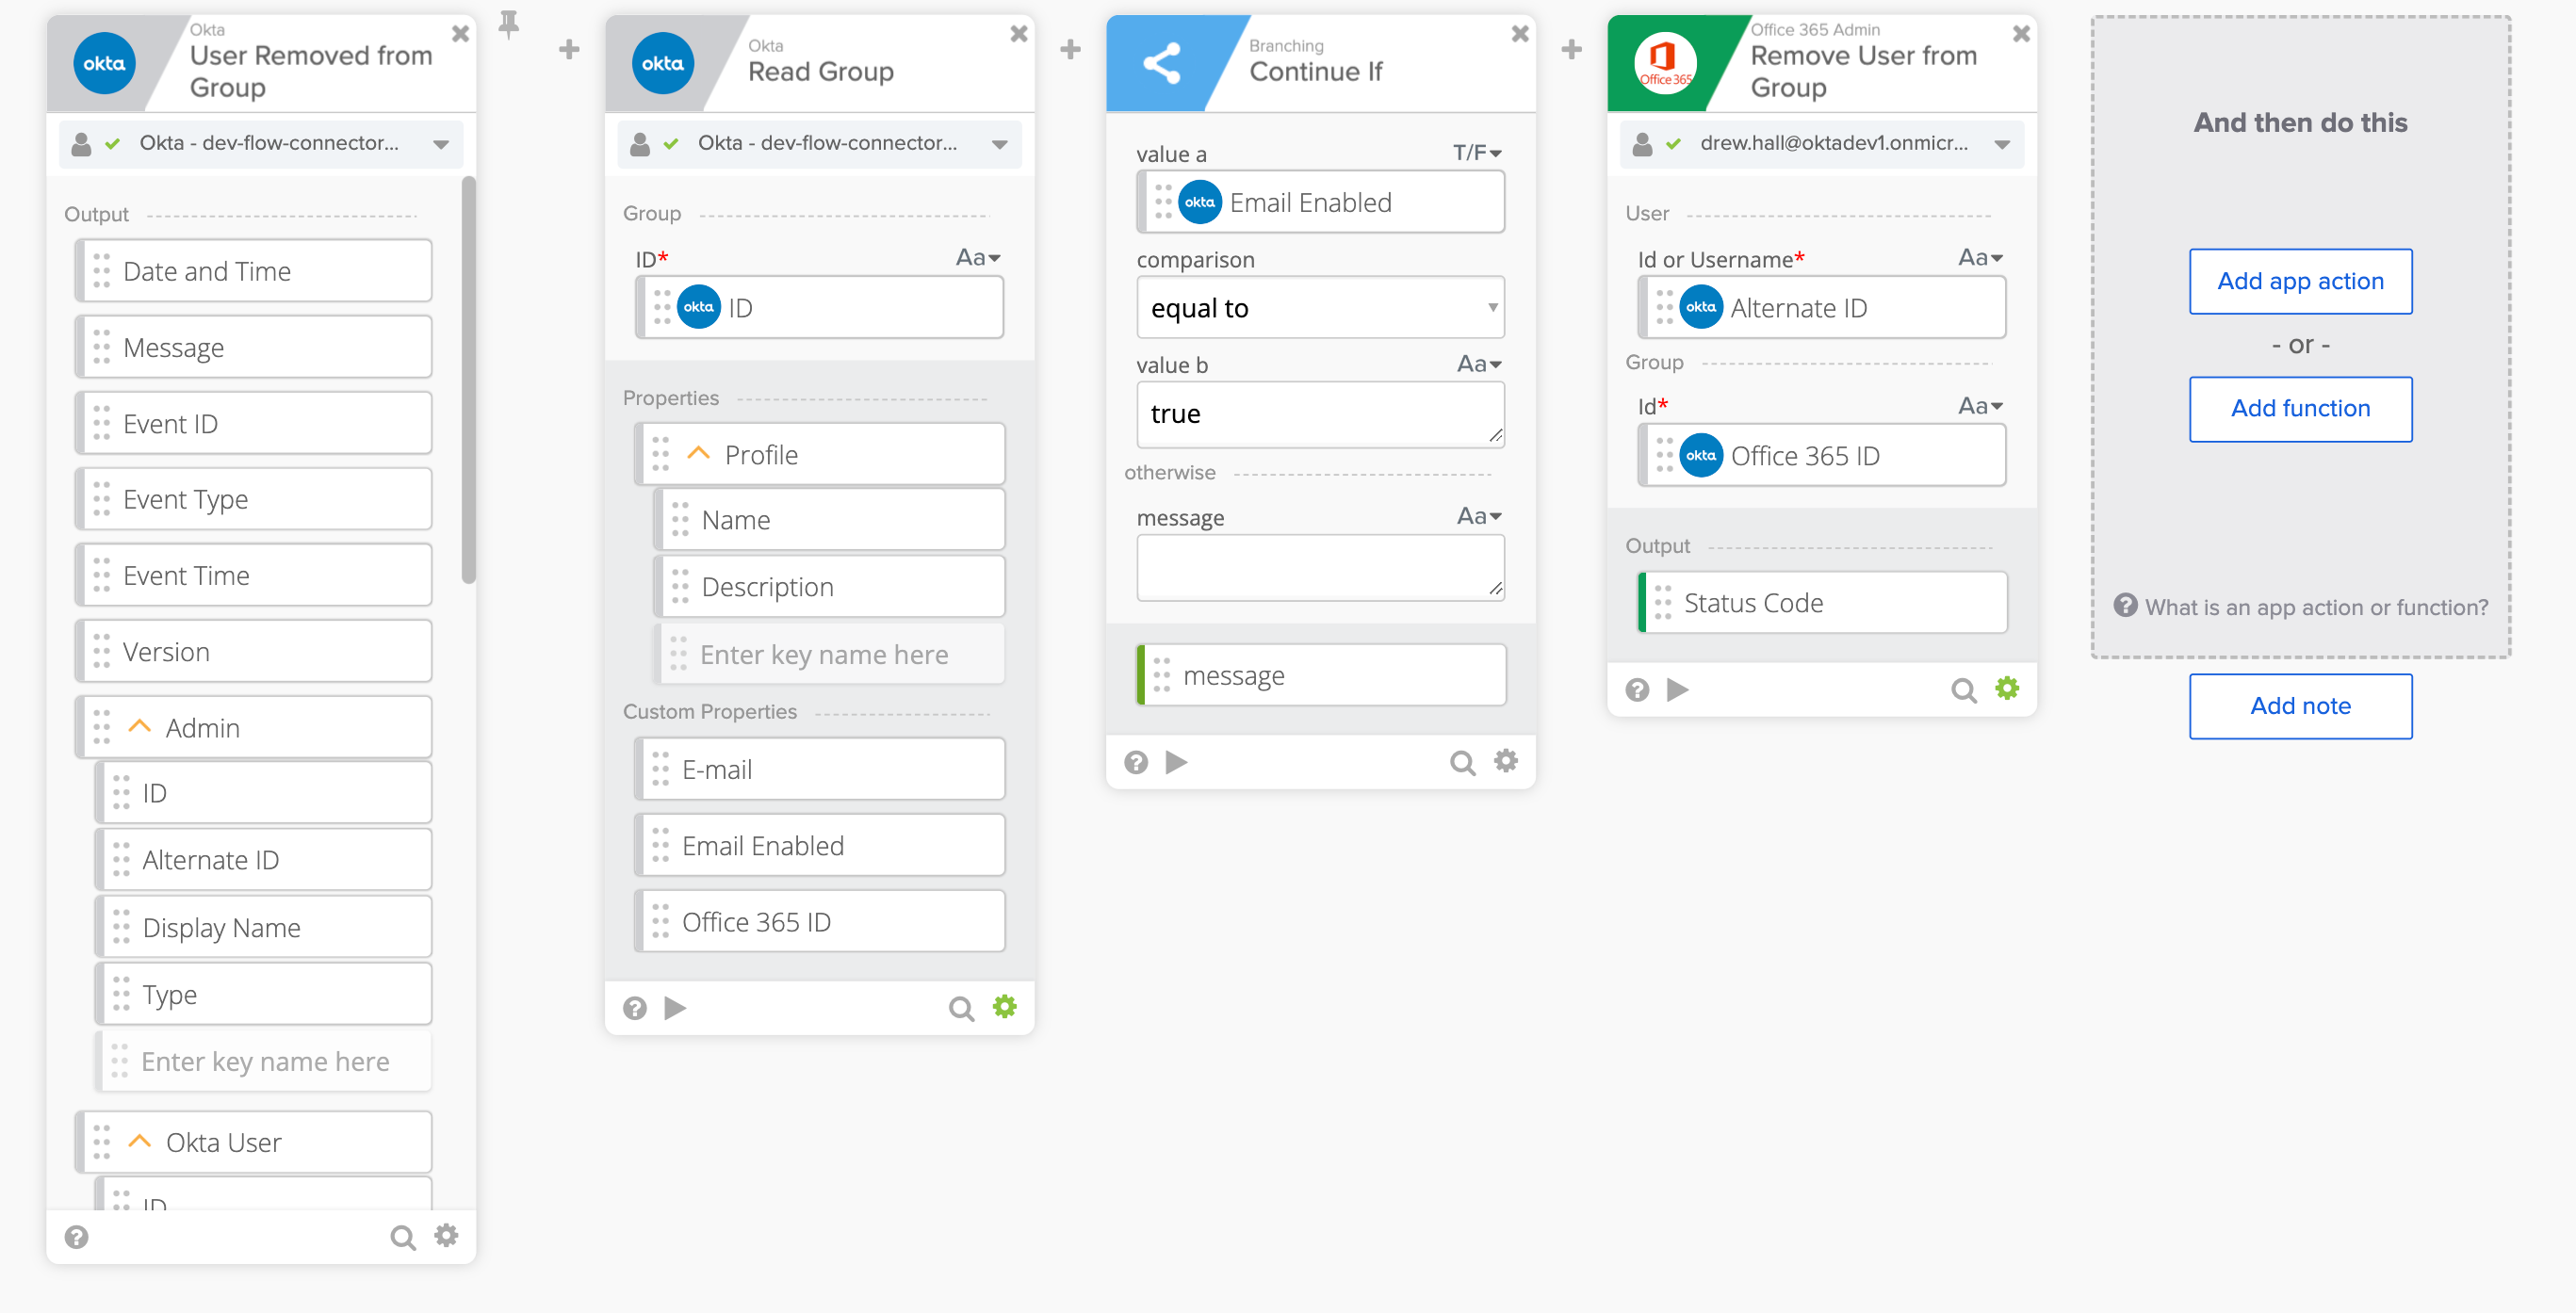 Okta
User Removed from
Group
okta
Okta - dev-flow-connector...
Output
Date and Time
Message
Event ID
Event Type
Event Time
Version
Admin
ID
Alternate ID
Display Name
Type
Enter key name here
Okta User
ID
okta
Okta
Read Group
Okta - dev-flow-connector...
Group
ID*
Aa
okta
ID
Properties
Profile
Name
Description
Enter key name here
Custom Properties
E-mail
Email Enabled
Office 365 ID
Branching
Continue If
value a
T/F
okta
Email Enabled
comparison
equal to
value b
Aa
true
otherwise
message
Aa
message
Office 365
Office 365 Admin
Remove User from
Group
drew.hall@oktadev1.onmicr...
User
Id or Username*
Aa
okta
Alternate ID
Group
Id*
Aa
okta
Office 365 ID
Output
Status Code
And then do this
Add app action
- or -
Add function
What is an app action or function?
Add note